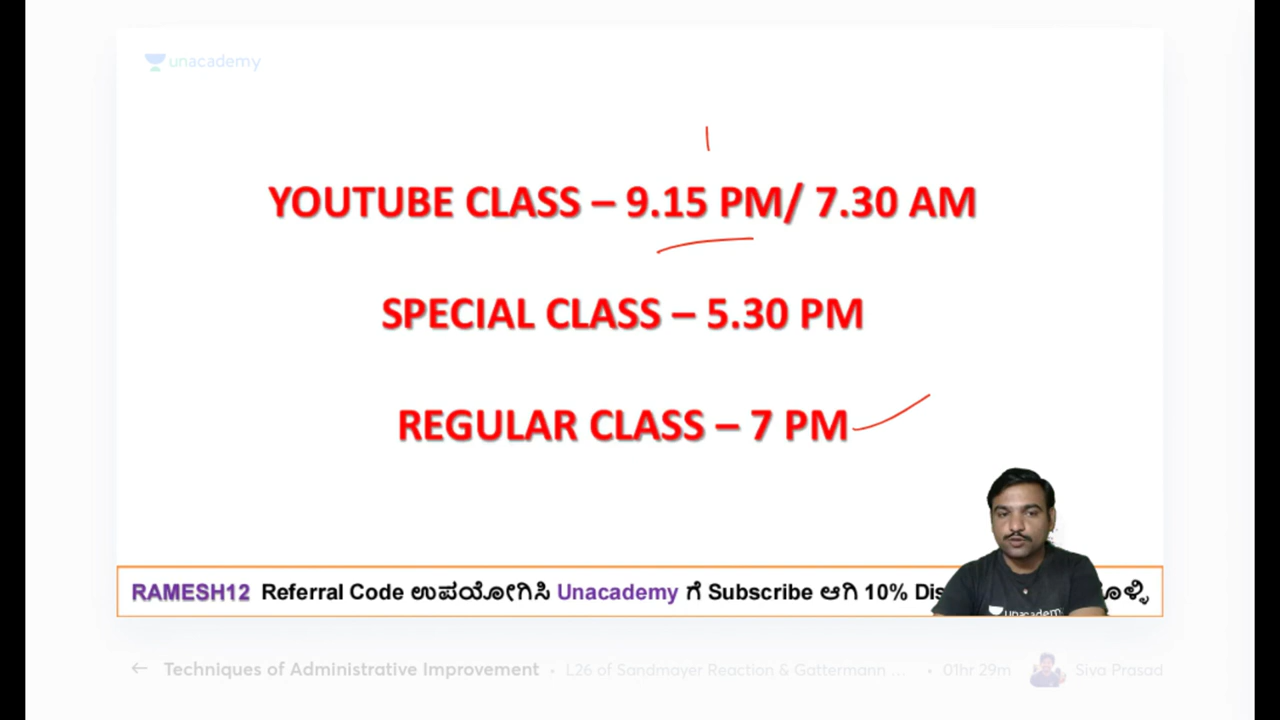 unacademy
YOUTUBE CLASS – 9.15 PM/ 7.30 AM
SPECIAL CLASS – 5.30 PM
REGULAR CLASS – 7 PM
RAMESH12 Referral Code ಉಪಯೋಗಿಸಿ Unacademy ಗೆ Subscribe ಆಗಿ 10%
unacademy
← Techniques of Administrative Improvement • L26 of Sandmayer Reaction & Gattermann ... • 01hr 29m Siva Prasad